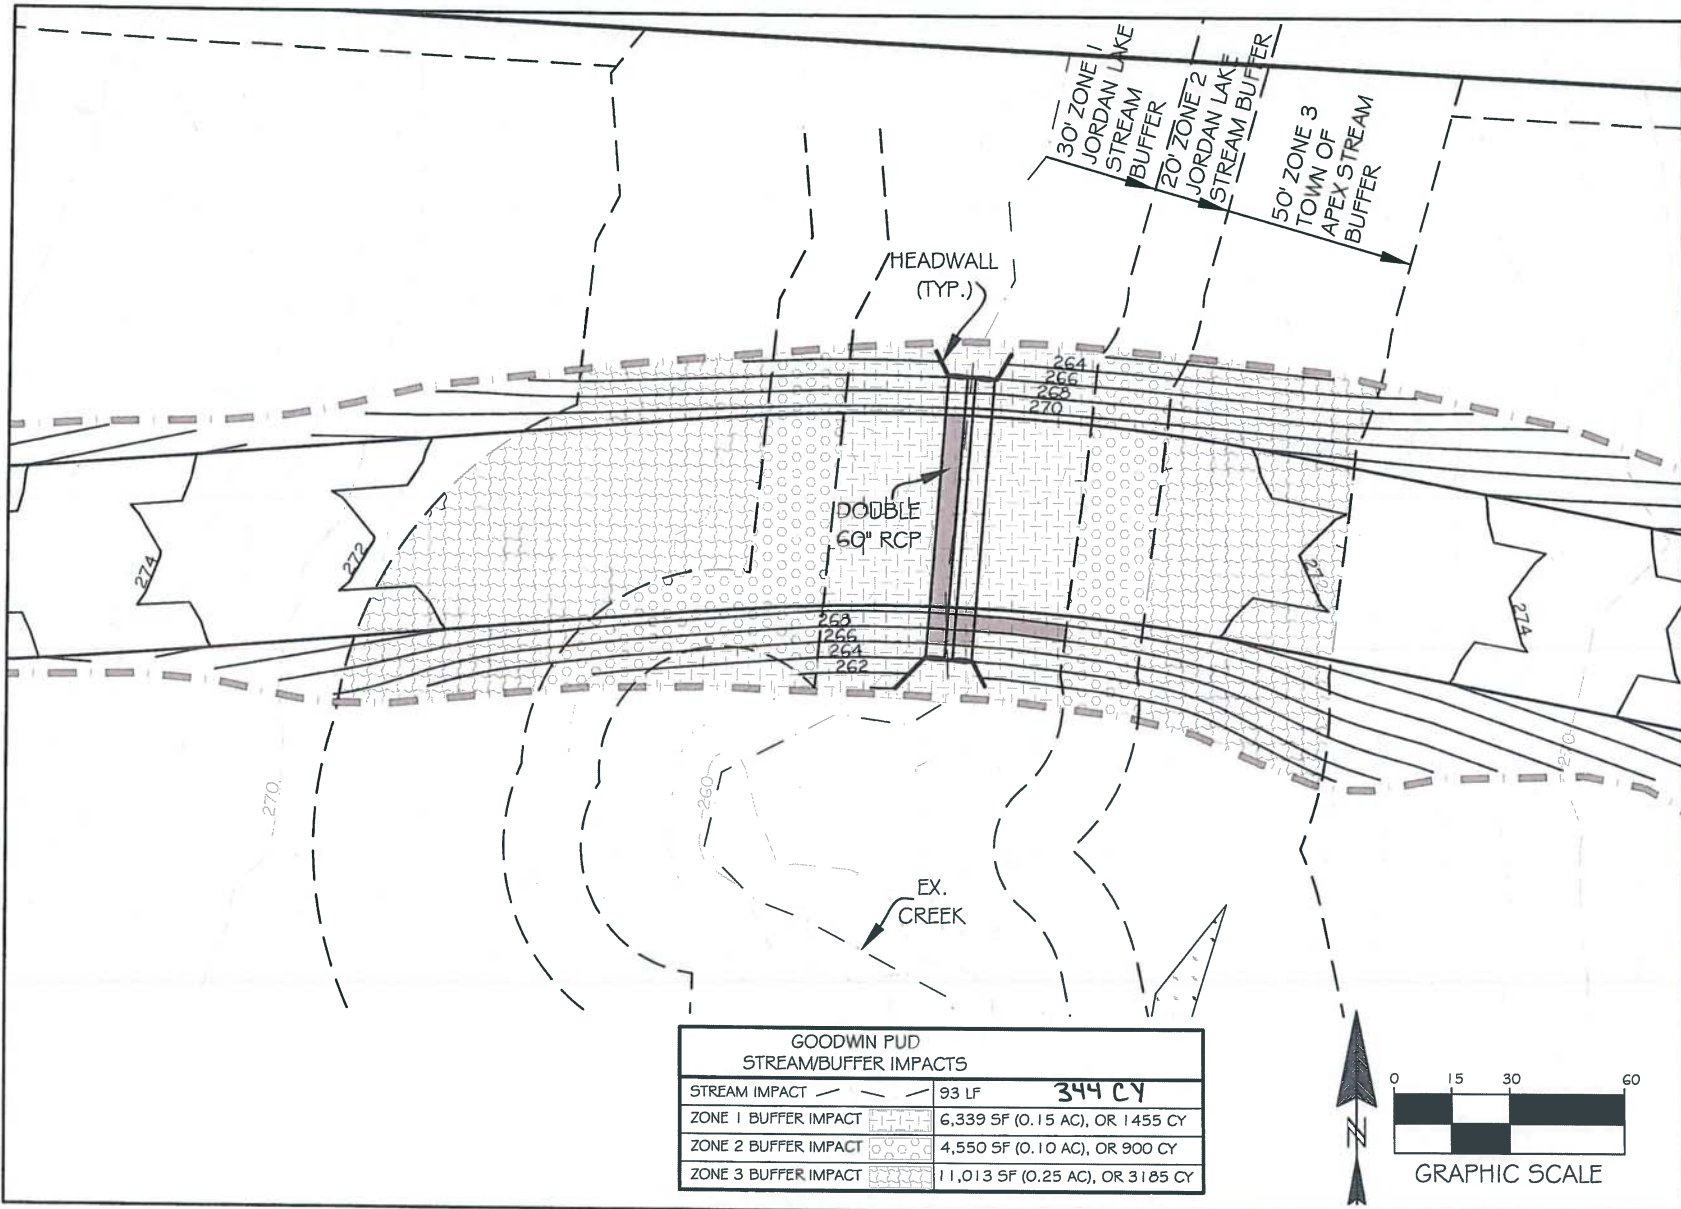 30' ZONE 1
JORDAN LAKE
STREAM
BUFFER
20' ZONE 2
JORDAN LAKE
STREAM BUFFER
50' ZONE 3
TOWN OF
APEX STREAM
BUFFER
HEADWALL
(TYP.)
264
266
268
270
DOUBLE
60" RCP
274
272
27
274
268
266
264
262
270
260
270
EX.
CREEK
GOODWIN PUD
STREAM/BUFFER IMPACTS
STREAM IMPACT 93 LF 344 CY
ZONE 1 BUFFER IMPACT 6,339 SF (0.15 AC), OR 1455 CY
ZONE 2 BUFFER IMPACT 4,550 SF (0.10 AC), OR 900 CY
ZONE 3 BUFFER IMPACT 11,013 SF (0.25 AC), OR 3185 CY
N
0 15 30 60
GRAPHIC SCALE